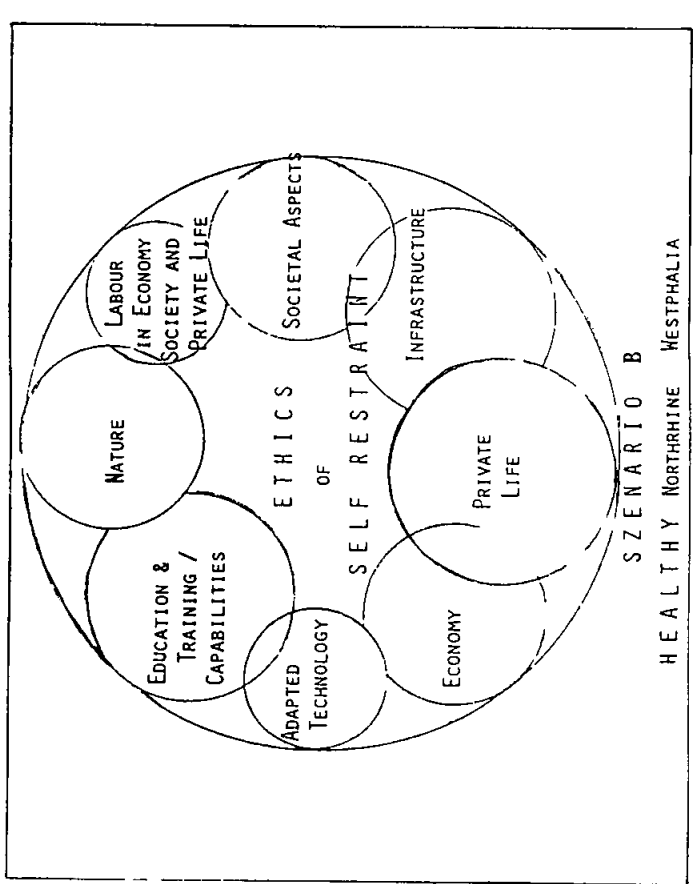 NATURE
LABOUR
IN ECONOMY
SOCIETY AND
PRIVATE LIFE
EDUCATION &
TRAINING /
CAPABILITIES
SOCIETAL ASPECTS
ETHICS
OF
SELF RESTRAINT
ADAPTED
TECHNOLOGY
INFRASTRUCTURE
ECONOMY
PRIVATE
LIFE
SZENARIO B
HEALTHY NORTHRHINE WESTPHALIA